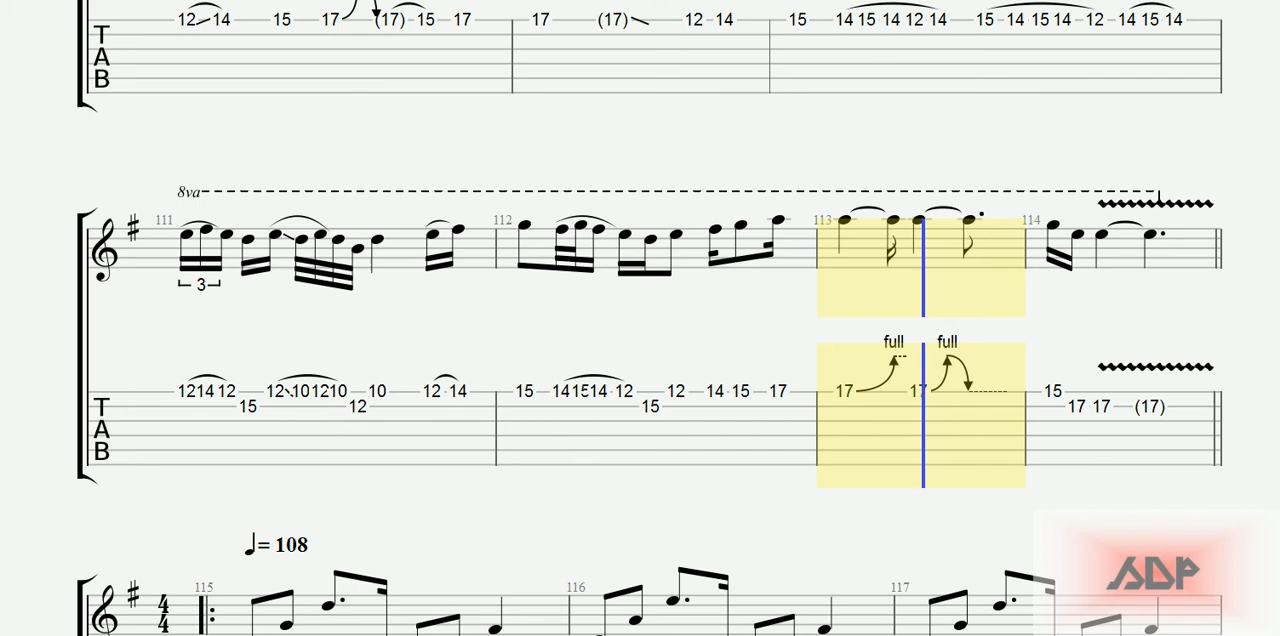 12 14 15 17 (17) 15 17 17 (17) 12 14 15 14 15 14 12 14 15 14 15 14 12 14 15 14
T
A
B
8va
111 112 113 114
3
full full
12 14 12 12 10 12 10 10 12 14 15 14 15 14 12 12 14 15 17 17 17 15
15 12 15 17 17 (17)
T
A
B
= 108
115 116 117
4
4
ADP